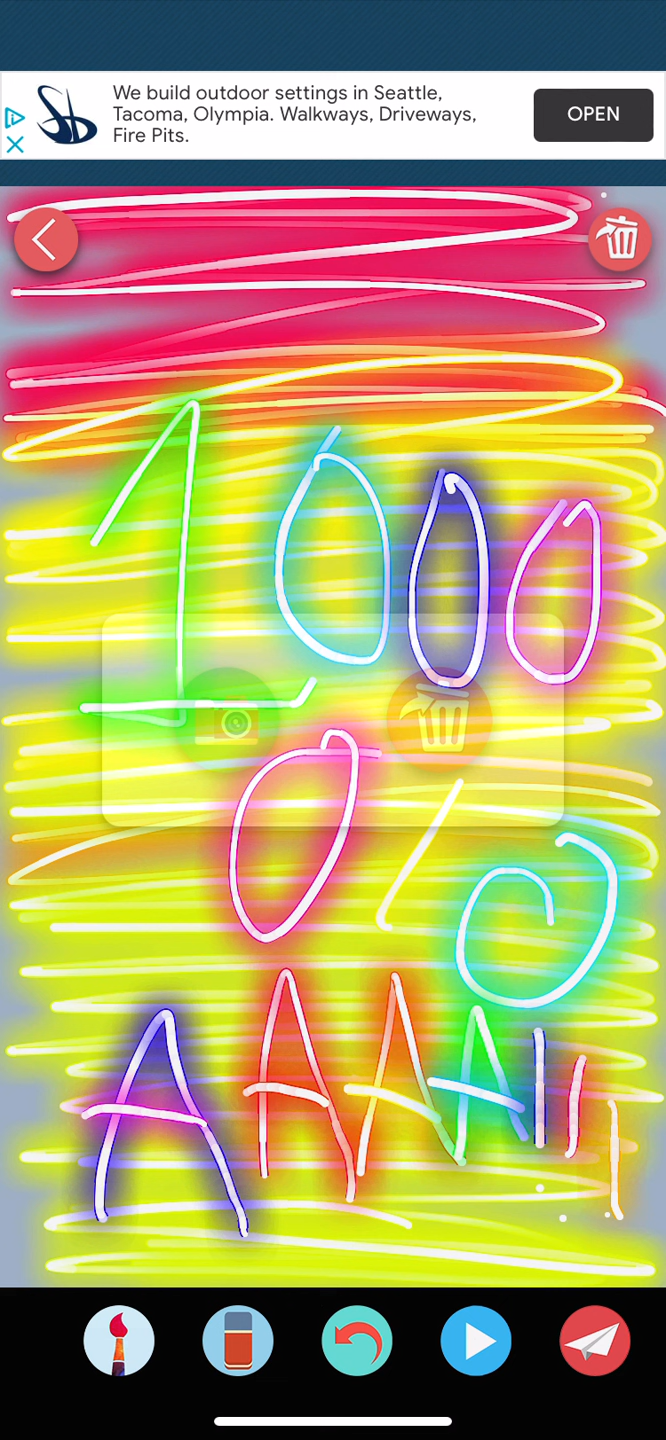 We build outdoor settings in Seattle,
Tacoma, Olympia. Walkways, Driveways,
Fire Pits.
OPEN
1000
0/0
AAAA!!!